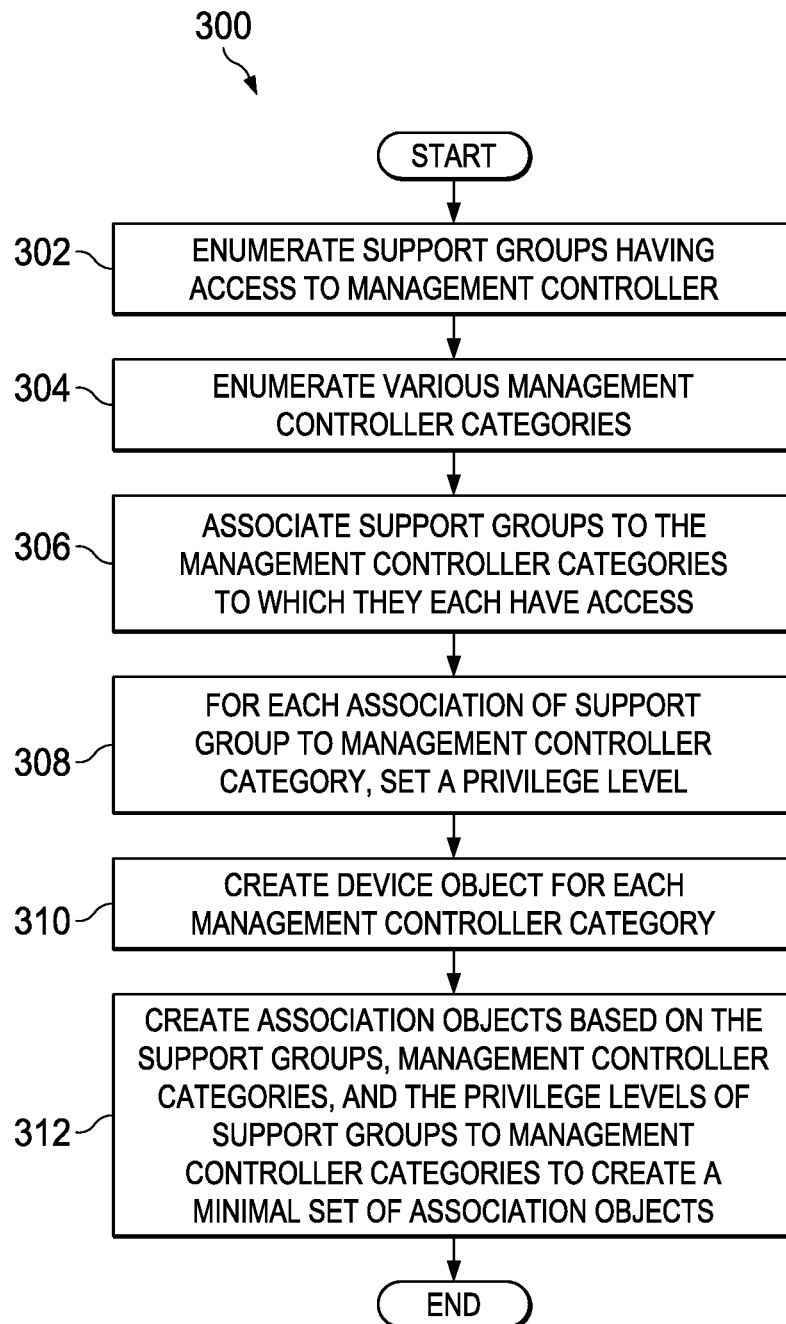 300
START
302
ENUMERATE SUPPORT GROUPS HAVING
ACCESS TO MANAGEMENT CONTROLLER
304
ENUMERATE VARIOUS MANAGEMENT
CONTROLLER CATEGORIES
306
ASSOCIATE SUPPORT GROUPS TO THE
MANAGEMENT CONTROLLER CATEGORIES
TO WHICH THEY EACH HAVE ACCESS
308
FOR EACH ASSOCIATION OF SUPPORT
GROUP TO MANAGEMENT CONTROLLER
CATEGORY, SET A PRIVILEGE LEVEL
310
CREATE DEVICE OBJECT FOR EACH
MANAGEMENT CONTROLLER CATEGORY
312
CREATE ASSOCIATION OBJECTS BASED ON THE
SUPPORT GROUPS, MANAGEMENT CONTROLLER
CATEGORIES, AND THE PRIVILEGE LEVELS OF
SUPPORT GROUPS TO MANAGEMENT
CONTROLLER CATEGORIES TO CREATE A
MINIMAL SET OF ASSOCIATION OBJECTS
END